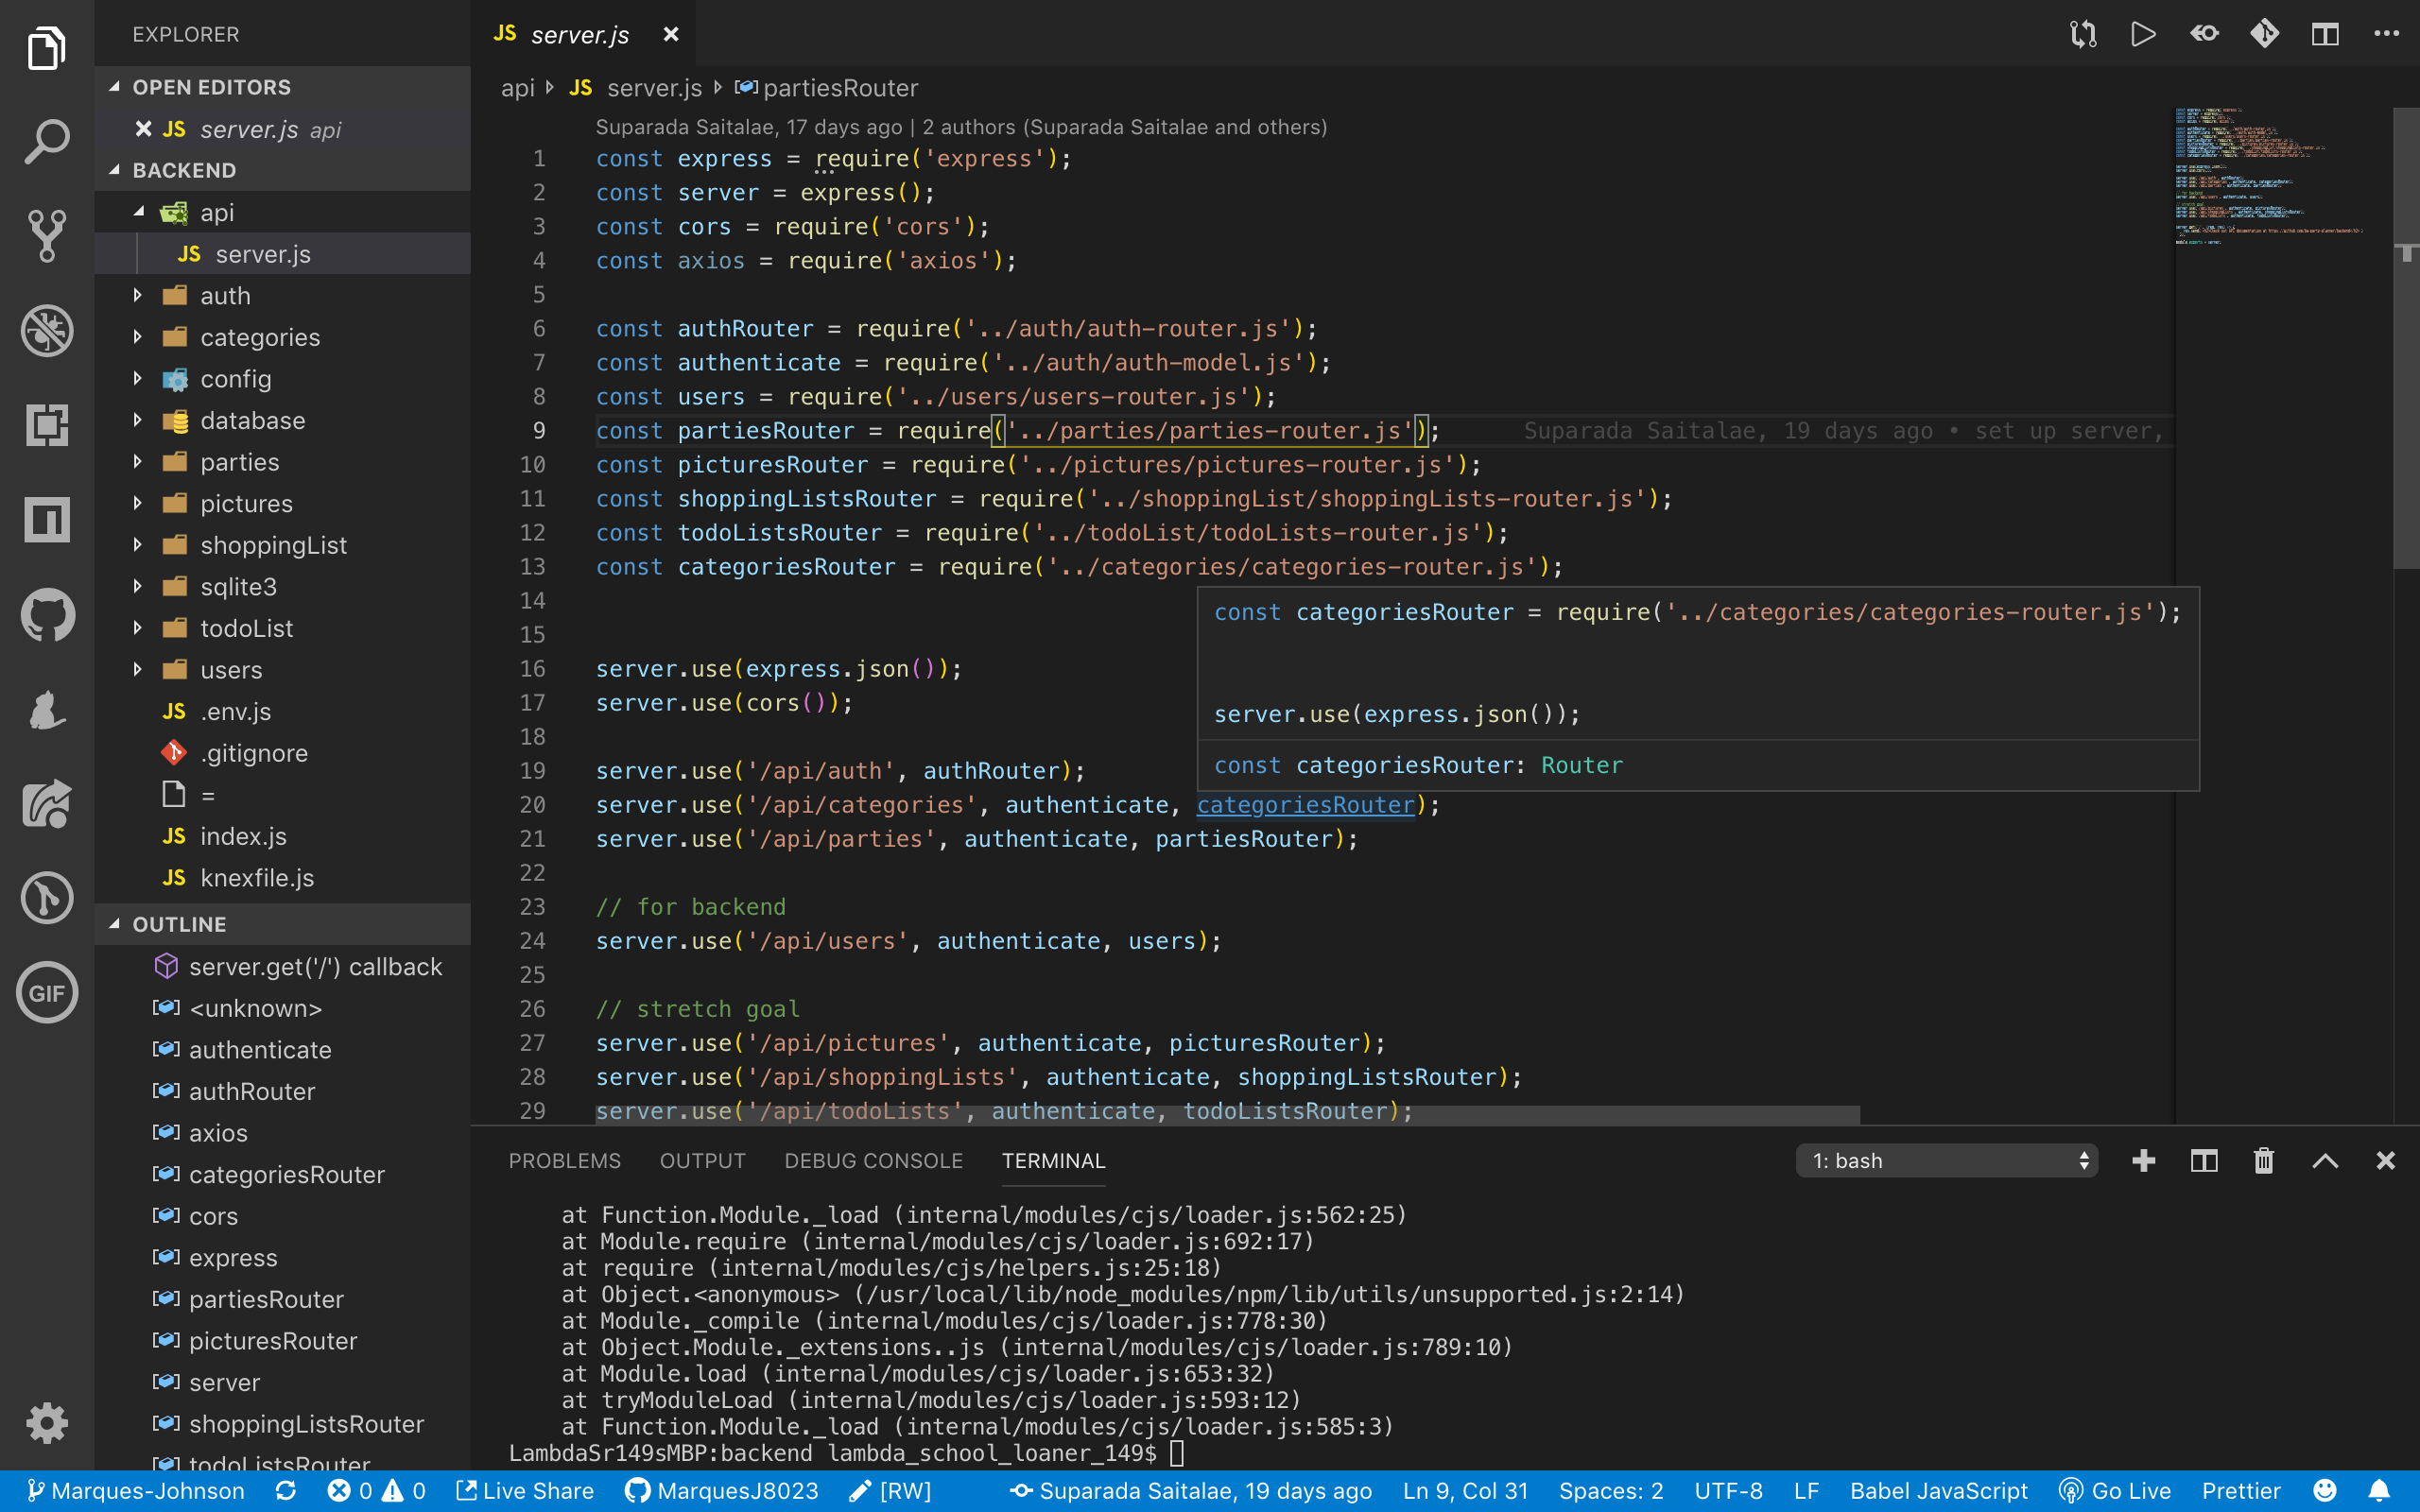 EXPLORER
OPEN EDITORS
JS server.js api
BACKEND
api
JS server.js
auth
categories
config
database
parties
pictures
shoppingList
sqlite3
todoList
users
JS .env.js
.gitignore
=
JS index.js
JS knexfile.js
OUTLINE
server.get('/') callback
<unknown>
authenticate
authRouter
axios
categoriesRouter
cors
express
partiesRouter
picturesRouter
server
shoppingListsRouter
todoListsRouter
GIF
JS server.js
api JS server.js partiesRouter
Suparada Saitalae, 17 days ago | 2 authors (Suparada Saitalae and others)
1 const express = require('express');
2 const server = express();
3 const cors = require('cors');
4 const axios = require('axios');
5
6 const authRouter = require('../auth/auth-router.js');
7 const authenticate = require('../auth/auth-model.js');
8 const users = require('../users/users-router.js');
9 const partiesRouter = require('../parties/parties-router.js'); Suparada Saitalae, 19 days ago • set up server,
10 const picturesRouter = require('../pictures/pictures-router.js');
11 const shoppingListsRouter = require('../shoppingList/shoppingLists-router.js');
12 const todoListsRouter = require('../todoList/todoLists-router.js');
13 const categoriesRouter = require('../categories/categories-router.js');
14
15
16 server.use(express.json());
17 server.use(cors());
18
19 server.use('/api/auth', authRouter);
20 server.use('/api/categories', authenticate, categoriesRouter);
21 server.use('/api/parties', authenticate, partiesRouter);
22
23 // for backend
24 server.use('/api/users', authenticate, users);
25
26 // stretch goal
27 server.use('/api/pictures', authenticate, picturesRouter);
28 server.use('/api/shoppingLists', authenticate, shoppingListsRouter);
29 server.use('/api/todoLists', authenticate, todoListsRouter);
const categoriesRouter = require('../categories/categories-router.js');
server.use(express.json());
const categoriesRouter: Router
PROBLEMS OUTPUT DEBUG CONSOLE TERMINAL 1: bash
at Function.Module._load (internal/modules/cjs/loader.js:562:25)
at Module.require (internal/modules/cjs/loader.js:692:17)
at require (internal/modules/cjs/helpers.js:25:18)
at Object.<anonymous> (/usr/local/lib/node_modules/npm/lib/utils/unsupported.js:2:14)
at Module._compile (internal/modules/cjs/loader.js:778:30)
at Object.Module._extensions..js (internal/modules/cjs/loader.js:789:10)
at Module.load (internal/modules/cjs/loader.js:653:32)
at tryModuleLoad (internal/modules/cjs/loader.js:593:12)
at Function.Module._load (internal/modules/cjs/loader.js:585:3)
LambdaSr149sMBP:backend lambda_school_loaner_149$
Marques-Johnson 0 0 Live Share MarquesJ8023 [RW] Suparada Saitalae, 19 days ago Ln 9, Col 31 Spaces: 2 UTF-8 LF Babel JavaScript Go Live Prettier